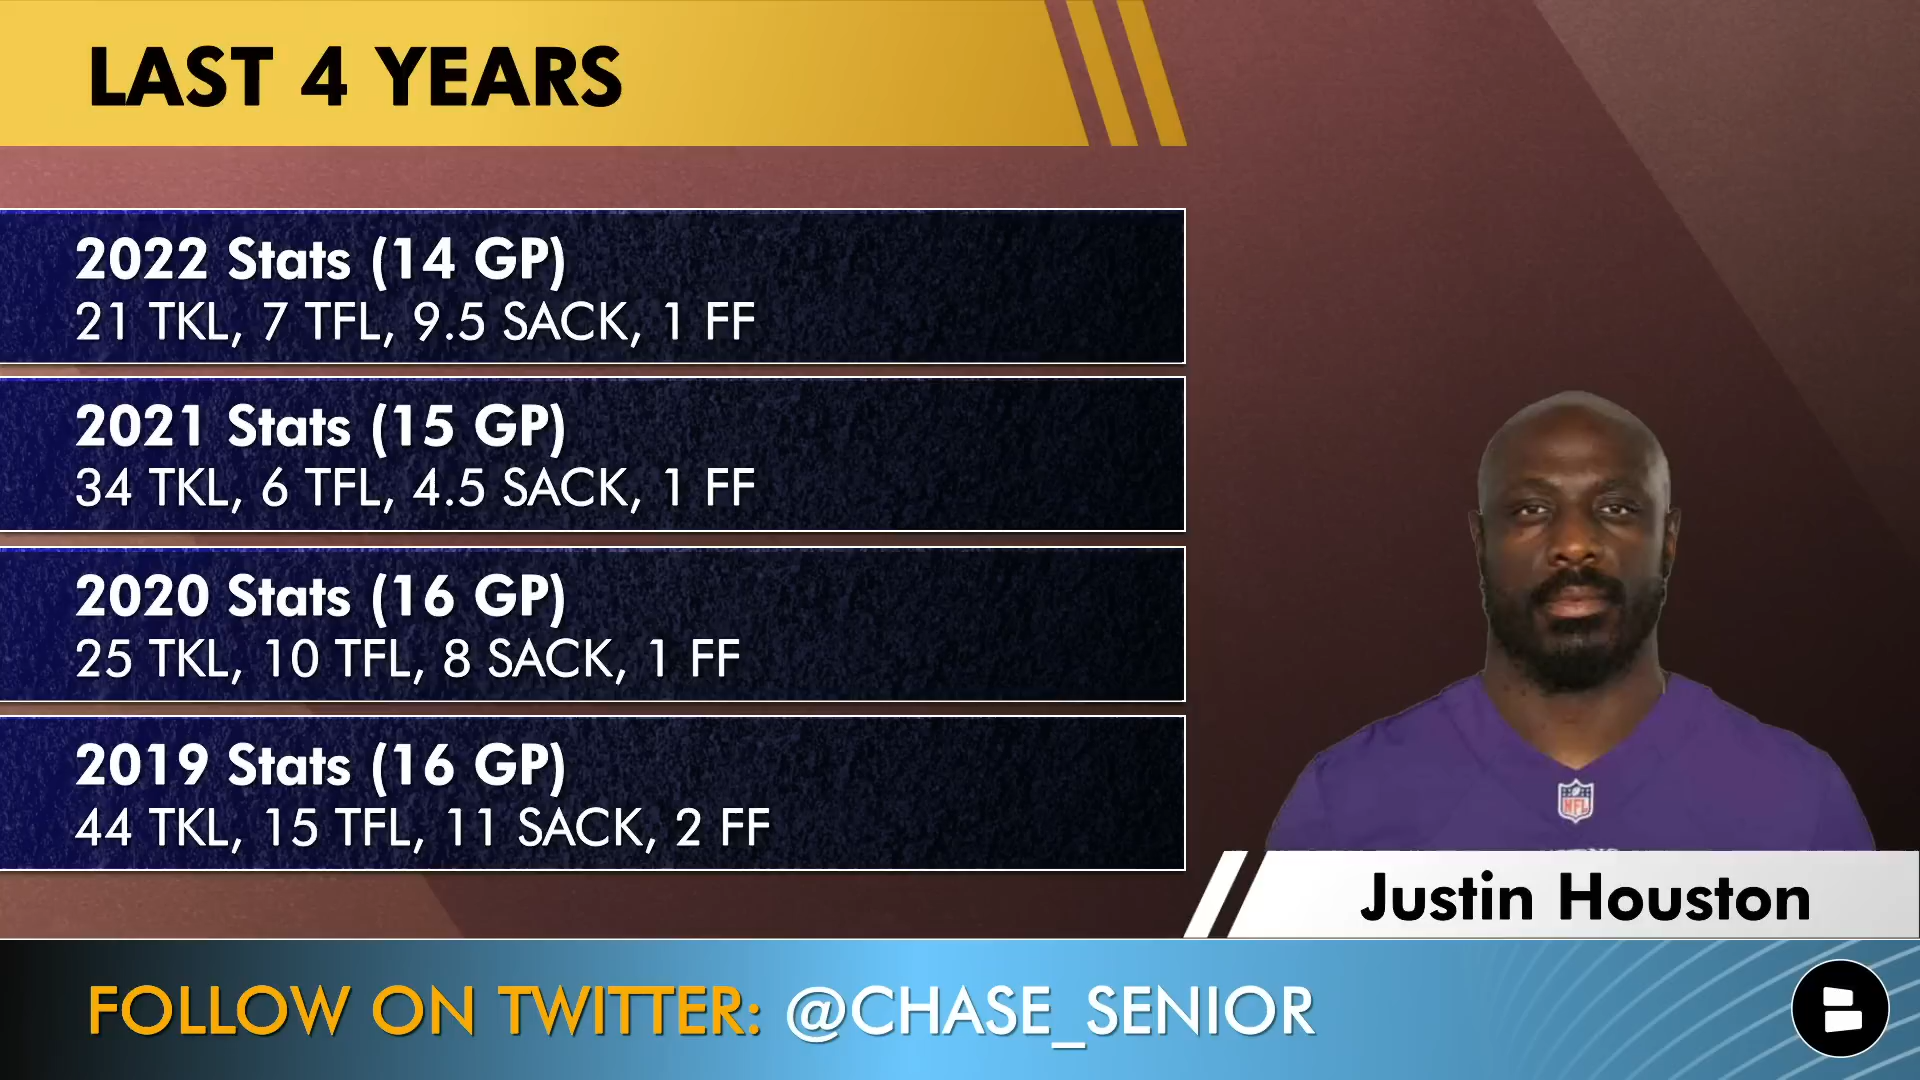 LAST 4 YEARS
2022 Stats (14 GP)
21 TKL, 7 TFL, 9.5 SACK, 1 FF
2021 Stats (15 GP)
34 TKL, 6 TFL, 4.5 SACK, 1 FF
2020 Stats (16 GP)
25 TKL, 10 TFL, 8 SACK, 1 FF
2019 Stats (16 GP)
44 TKL, 15 TFL, 11 SACK, 2 FF
NFL
Justin Houston
FOLLOW ON TWITTER: @CHASE_SENIOR